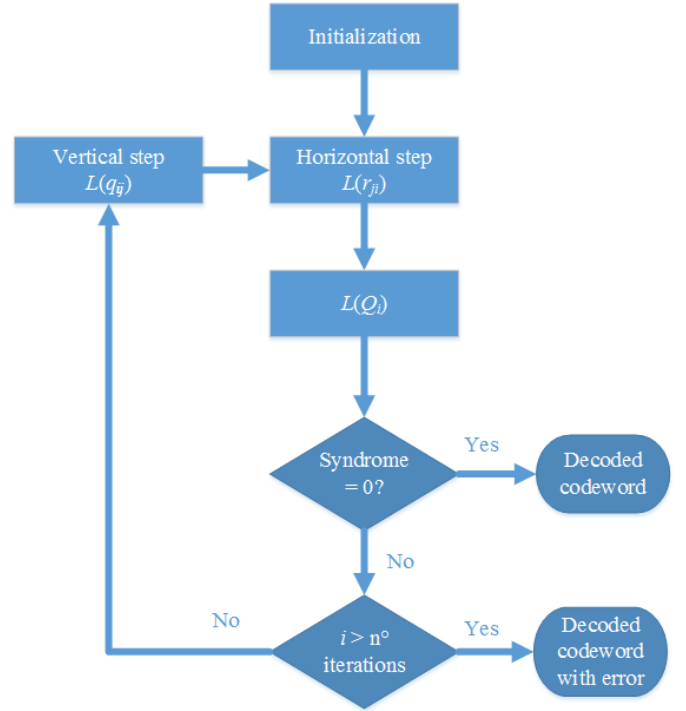 Initialization
Vertical step
L(qij)
Horizontal step
L(rji)
L(Qi)
Syndrome
= 0?
Yes
Decoded
codeword
No
No
i > n°
iterations
Yes
Decoded
codeword
with error